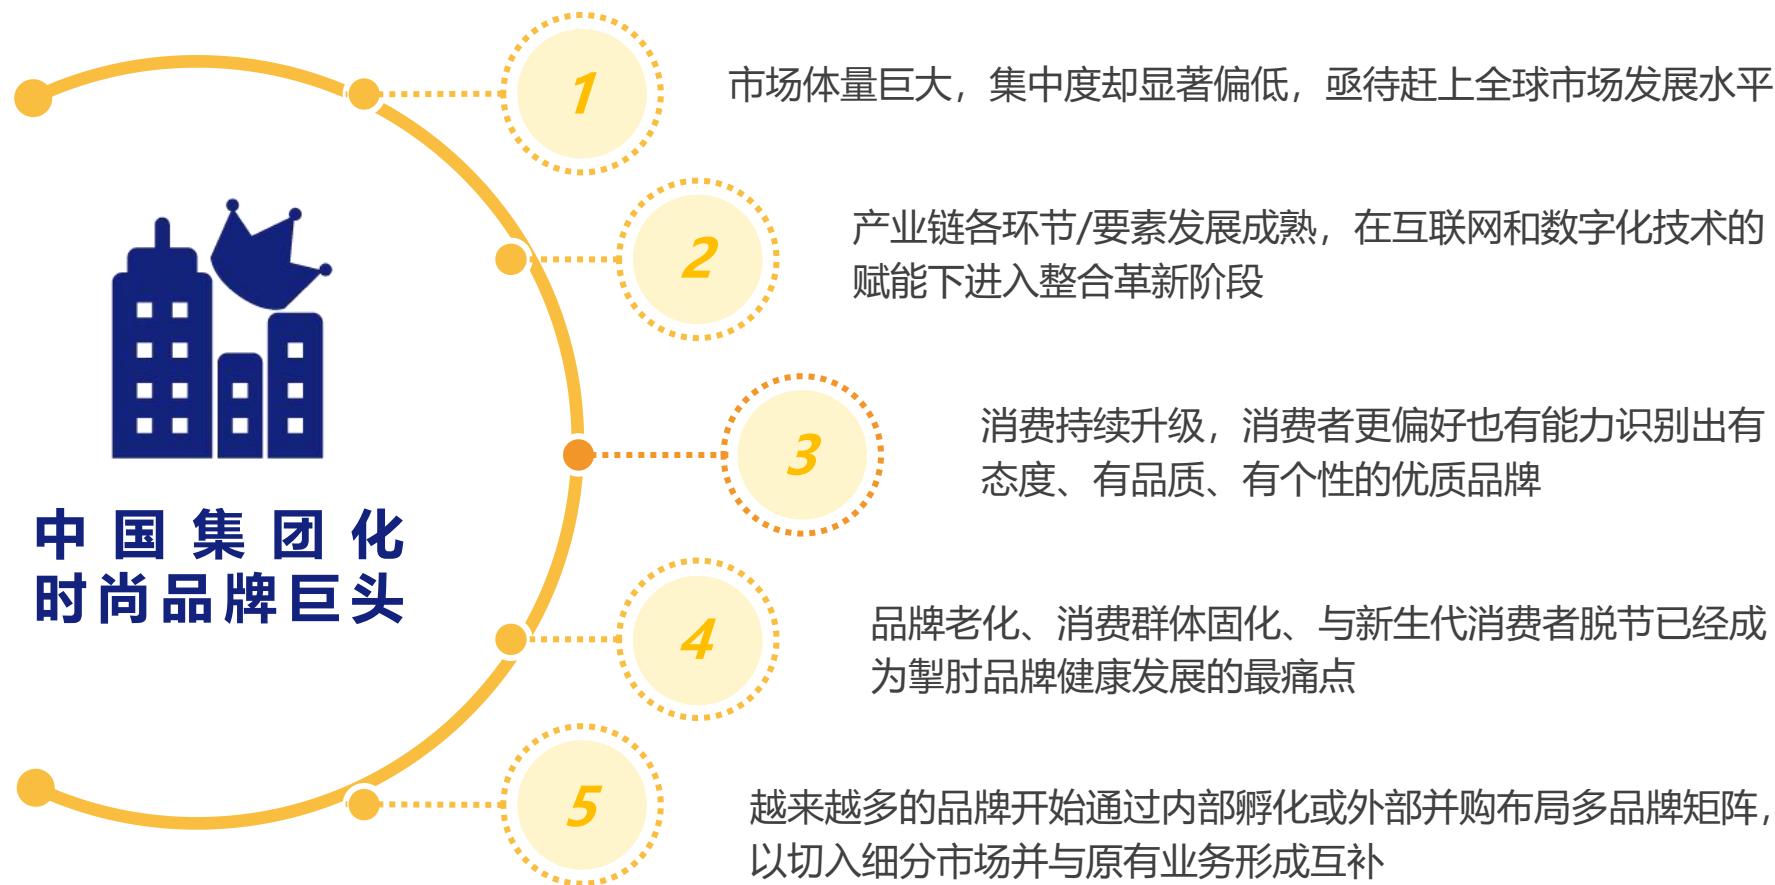 1
市场体量巨大，集中度却显著偏低，亟待赶上全球市场发展水平
2
产业链各环节/要素发展成熟，在互联网和数字化技术的
赋能下进入整合革新阶段
3
消费持续升级，消费者更偏好也有能力识别出有
态度、有品质、有个性的优质品牌
中国集团化
时尚品牌巨头
4
品牌老化、消费群体固化、与新生代消费者脱节已经成
为掣肘品牌健康发展的最痛点
5
越来越多的品牌开始通过内部孵化或外部并购布局多品牌矩阵，
以切入细分市场并与原有业务形成互补